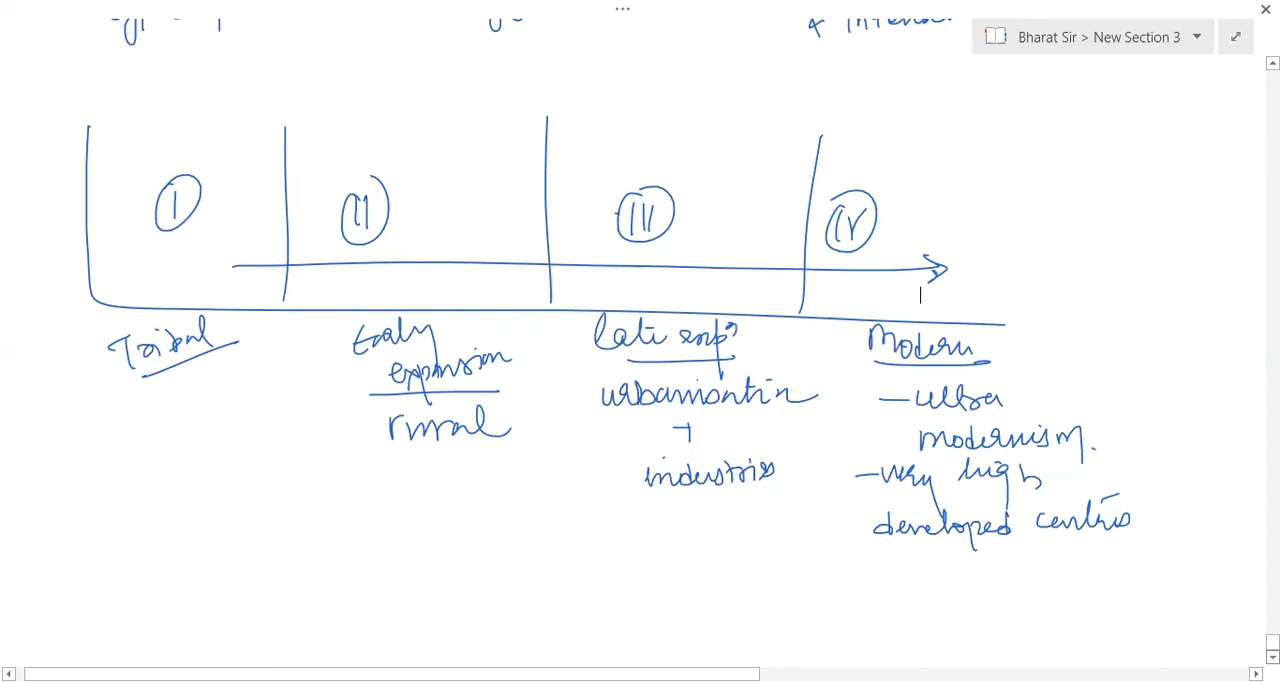 Bharat Sir > New Section 3
I
II
III
IV
Tribal
Early
expansion
rural
late expⁿ
urbanisation
+
industries
Modern
- ultra
modernism.
- very high
developed centres